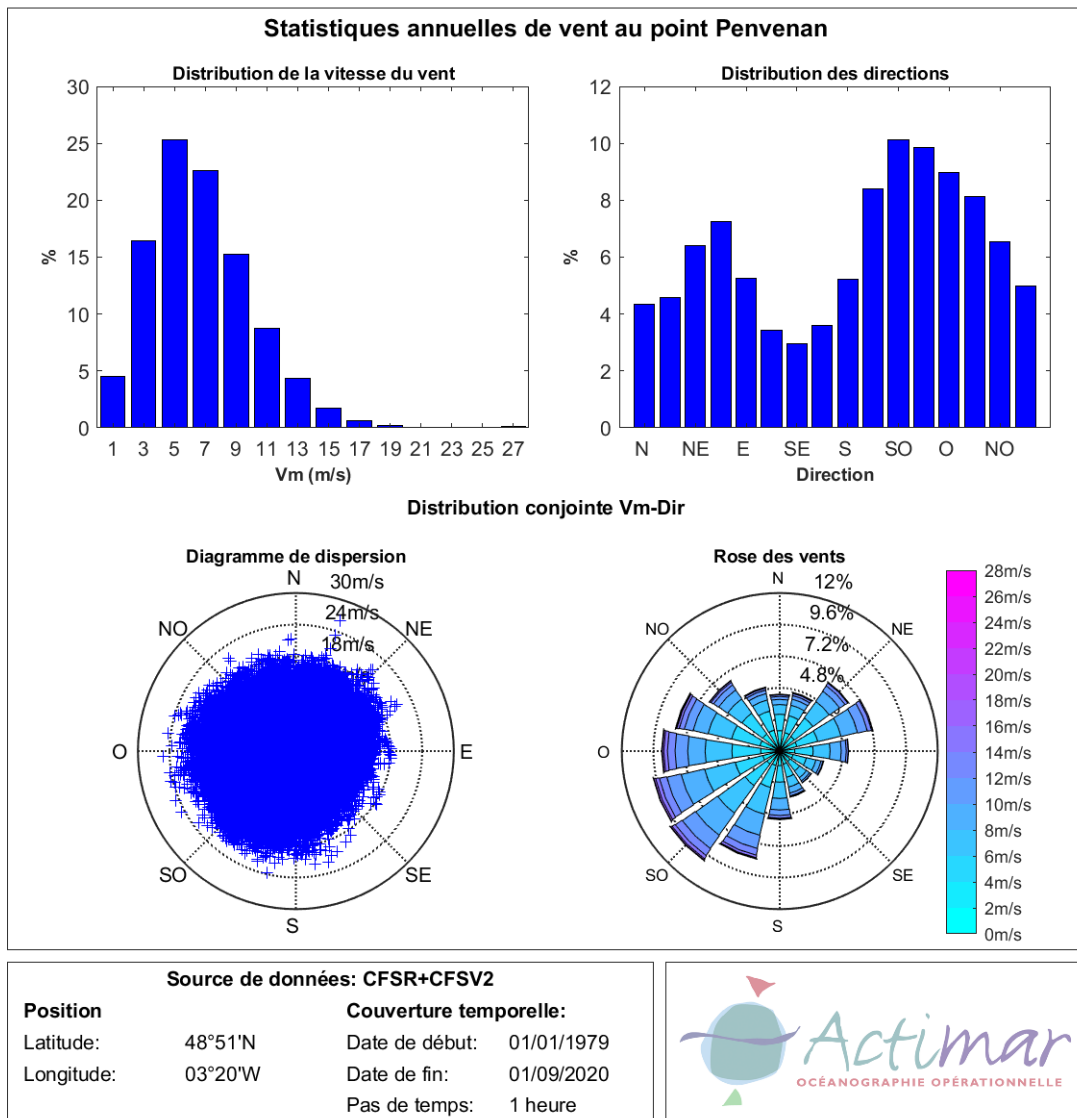 Statistiques annuelles de vent au point Penvenan
Distribution de la vitesse du vent
30
25
20
15
10
5
0
%
1 3 5 7 9 11 13 15 17 19 21 23 25 27
Vm (m/s)
Distribution des directions
12
10
8
6
4
2
0
%
N NE E SE S SO O NO
Direction
Distribution conjointe Vm-Dir
Diagramme de dispersion
N
30m/s
24m/s
18m/s
NO
NE
O
E
SO
SE
S
Rose des vents
N
12%
9.6%
7.2%
4.8%
NO
NE
O
SO
SE
S
28m/s
26m/s
24m/s
22m/s
20m/s
18m/s
16m/s
14m/s
12m/s
10m/s
8m/s
6m/s
4m/s
2m/s
0m/s
Source de données: CFSR+CFSV2
Position
Latitude: 48°51'N
Longitude: 03°20'W
Couverture temporelle:
Date de début: 01/01/1979
Date de fin: 01/09/2020
Pas de temps: 1 heure
Actimar
OCÉANOGRAPHIE OPÉRATIONNELLE